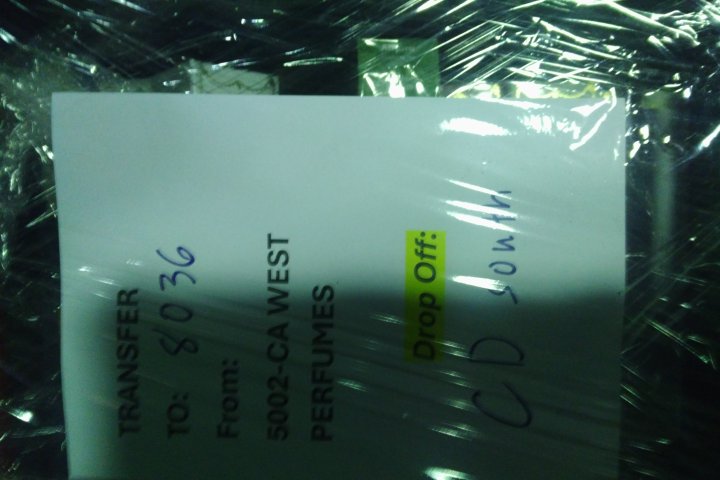 TRANSFER
TO: 8036
From:
5002-CA WEST
PERFUMES
Drop Off:
CD south